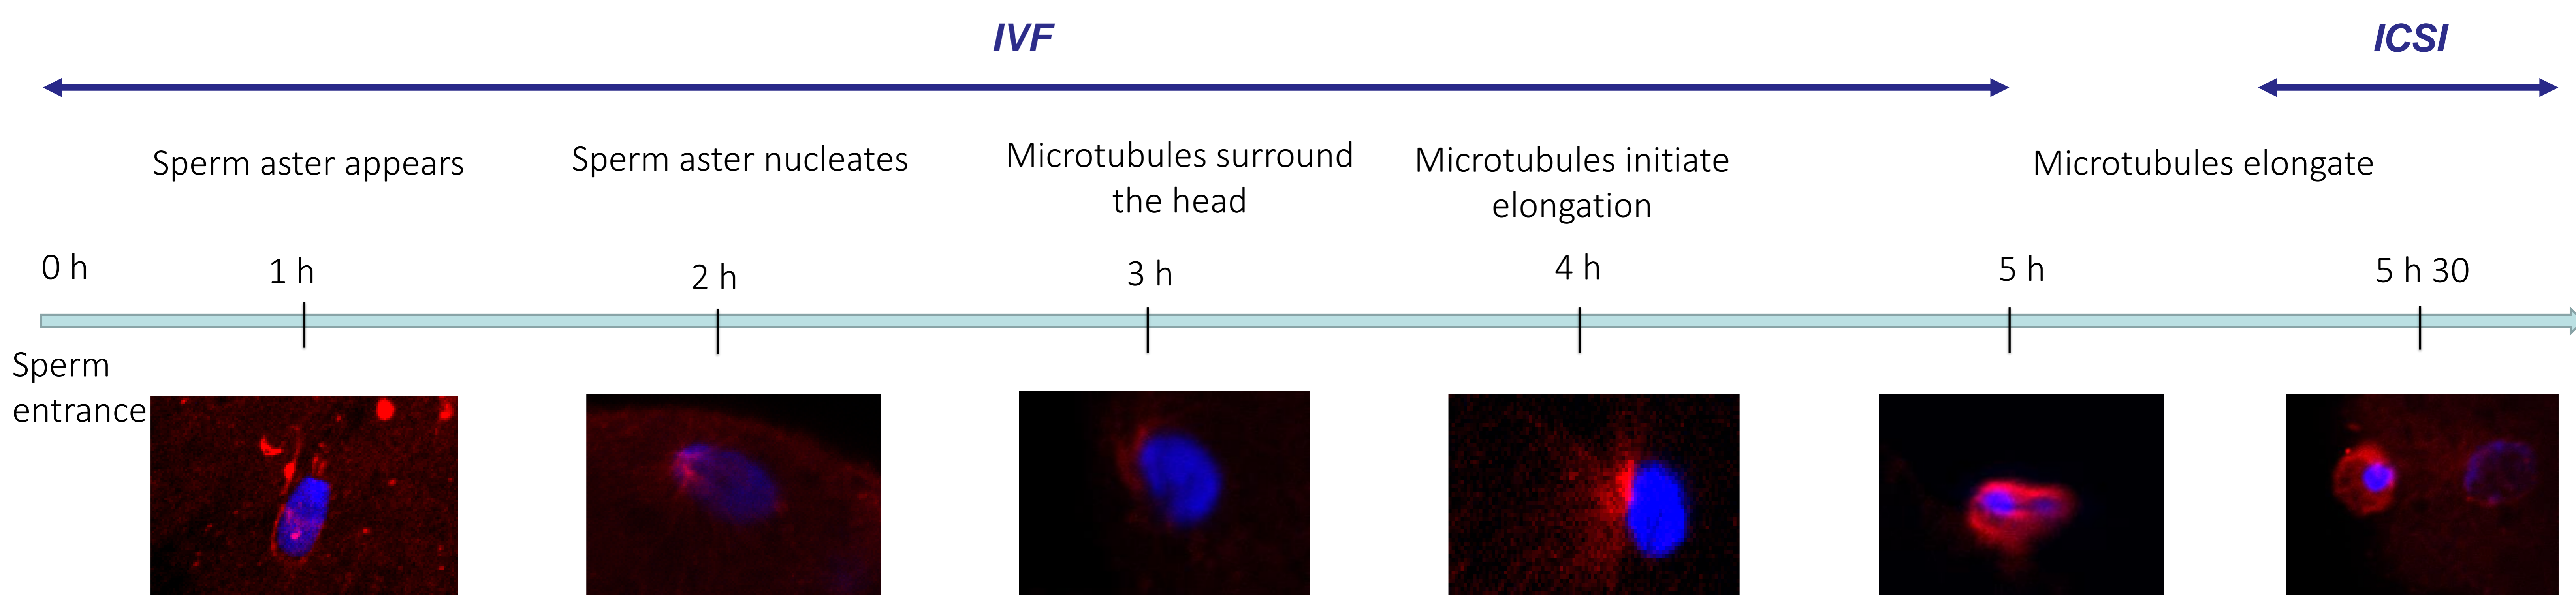 IVF
ICSI
Sperm aster appears
Sperm aster nucleates
Microtubules surround
the head
Microtubules initiate
elongation
Microtubules elongate
0 h
1 h
2 h
3 h
4 h
5 h
5 h 30
Sperm
entrance